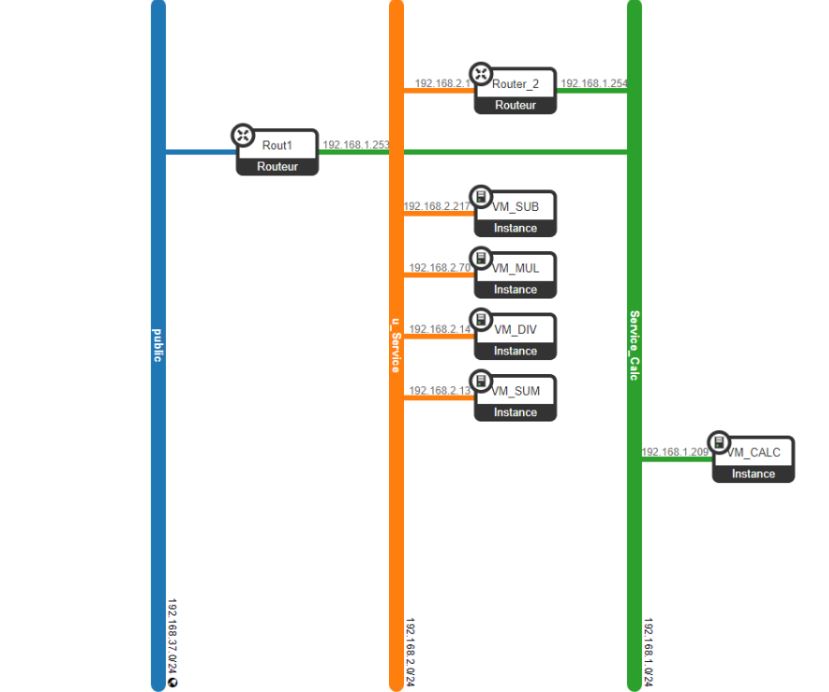 192.168.2.1
Router_2
192.168.1.254
Routeur
Rout1
192.168.1.253
Routeur
192.168.2.217
VM_SUB
Instance
192.168.2.70
VM_MUL
Instance
192.168.2.14
VM_DIV
Instance
192.168.2.13
VM_SUM
Instance
public
u_Service
Service_Calc
192.168.1.209
VM_CALC
Instance
192.168.37.0/24
192.168.2.0/24
192.168.1.0/24